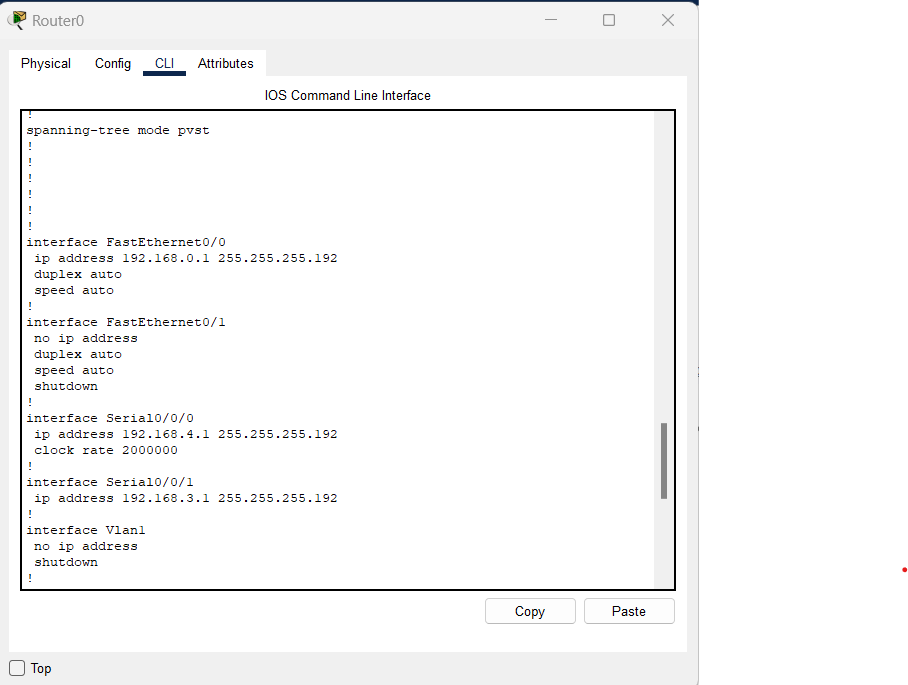 Router0
Physical Config CLI Attributes
IOS Command Line Interface
!
spanning-tree mode pvst
!
!
!
!
!
!
interface FastEthernet0/0
ip address 192.168.0.1 255.255.255.192
duplex auto
speed auto
!
interface FastEthernet0/1
no ip address
duplex auto
speed auto
shutdown
!
interface Serial0/0/0
ip address 192.168.4.1 255.255.255.192
clock rate 2000000
!
interface Serial0/0/1
ip address 192.168.3.1 255.255.255.192
!
interface Vlan1
no ip address
shutdown
!
Copy Paste
Top